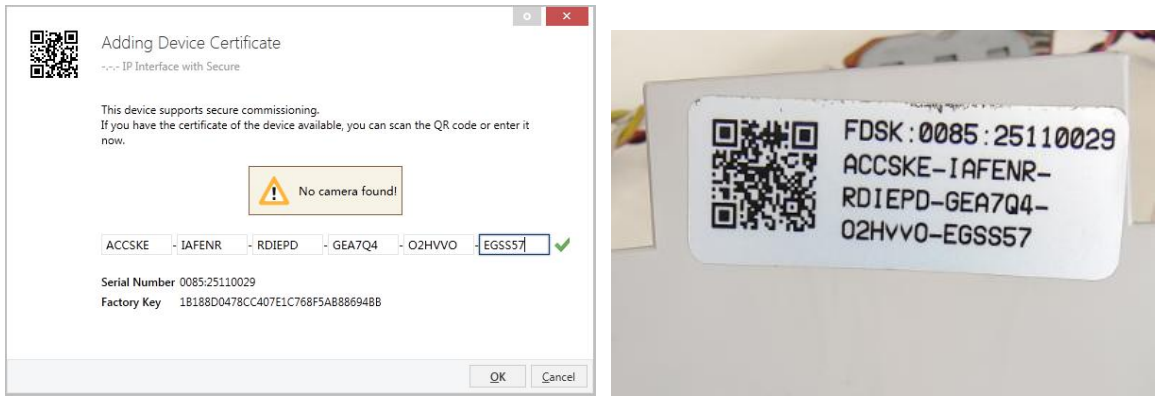 Adding Device Certificate
-.-.- IP Interface with Secure
This device supports secure commissioning.
If you have the certificate of the device available, you can scan the QR code or enter it
now.
No camera found!
ACCSKE - IAFENR - RDIEPD - GEA7Q4 - O2HVVO - EGSS57
Serial Number 0085:25110029
Factory Key 1B188D0478CC407E1C768F5AB88694BB
OK Cancel
FDSK:0085:25110029
ACCSKE-IAFENR-
RDIEPD-GEA7Q4-
O2HVVO-EGSS57